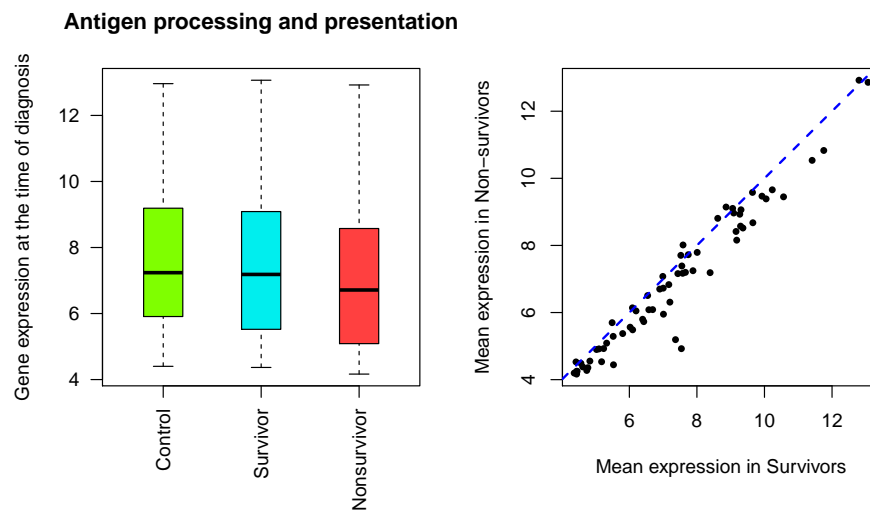 Antigen processing and presentation
Gene expression at the time of diagnosis
12
10
8
6
4
Control
Survivor
Nonsurvivor
Mean expression in Non−survivors
12
10
8
6
4
6 8 10 12
Mean expression in Survivors